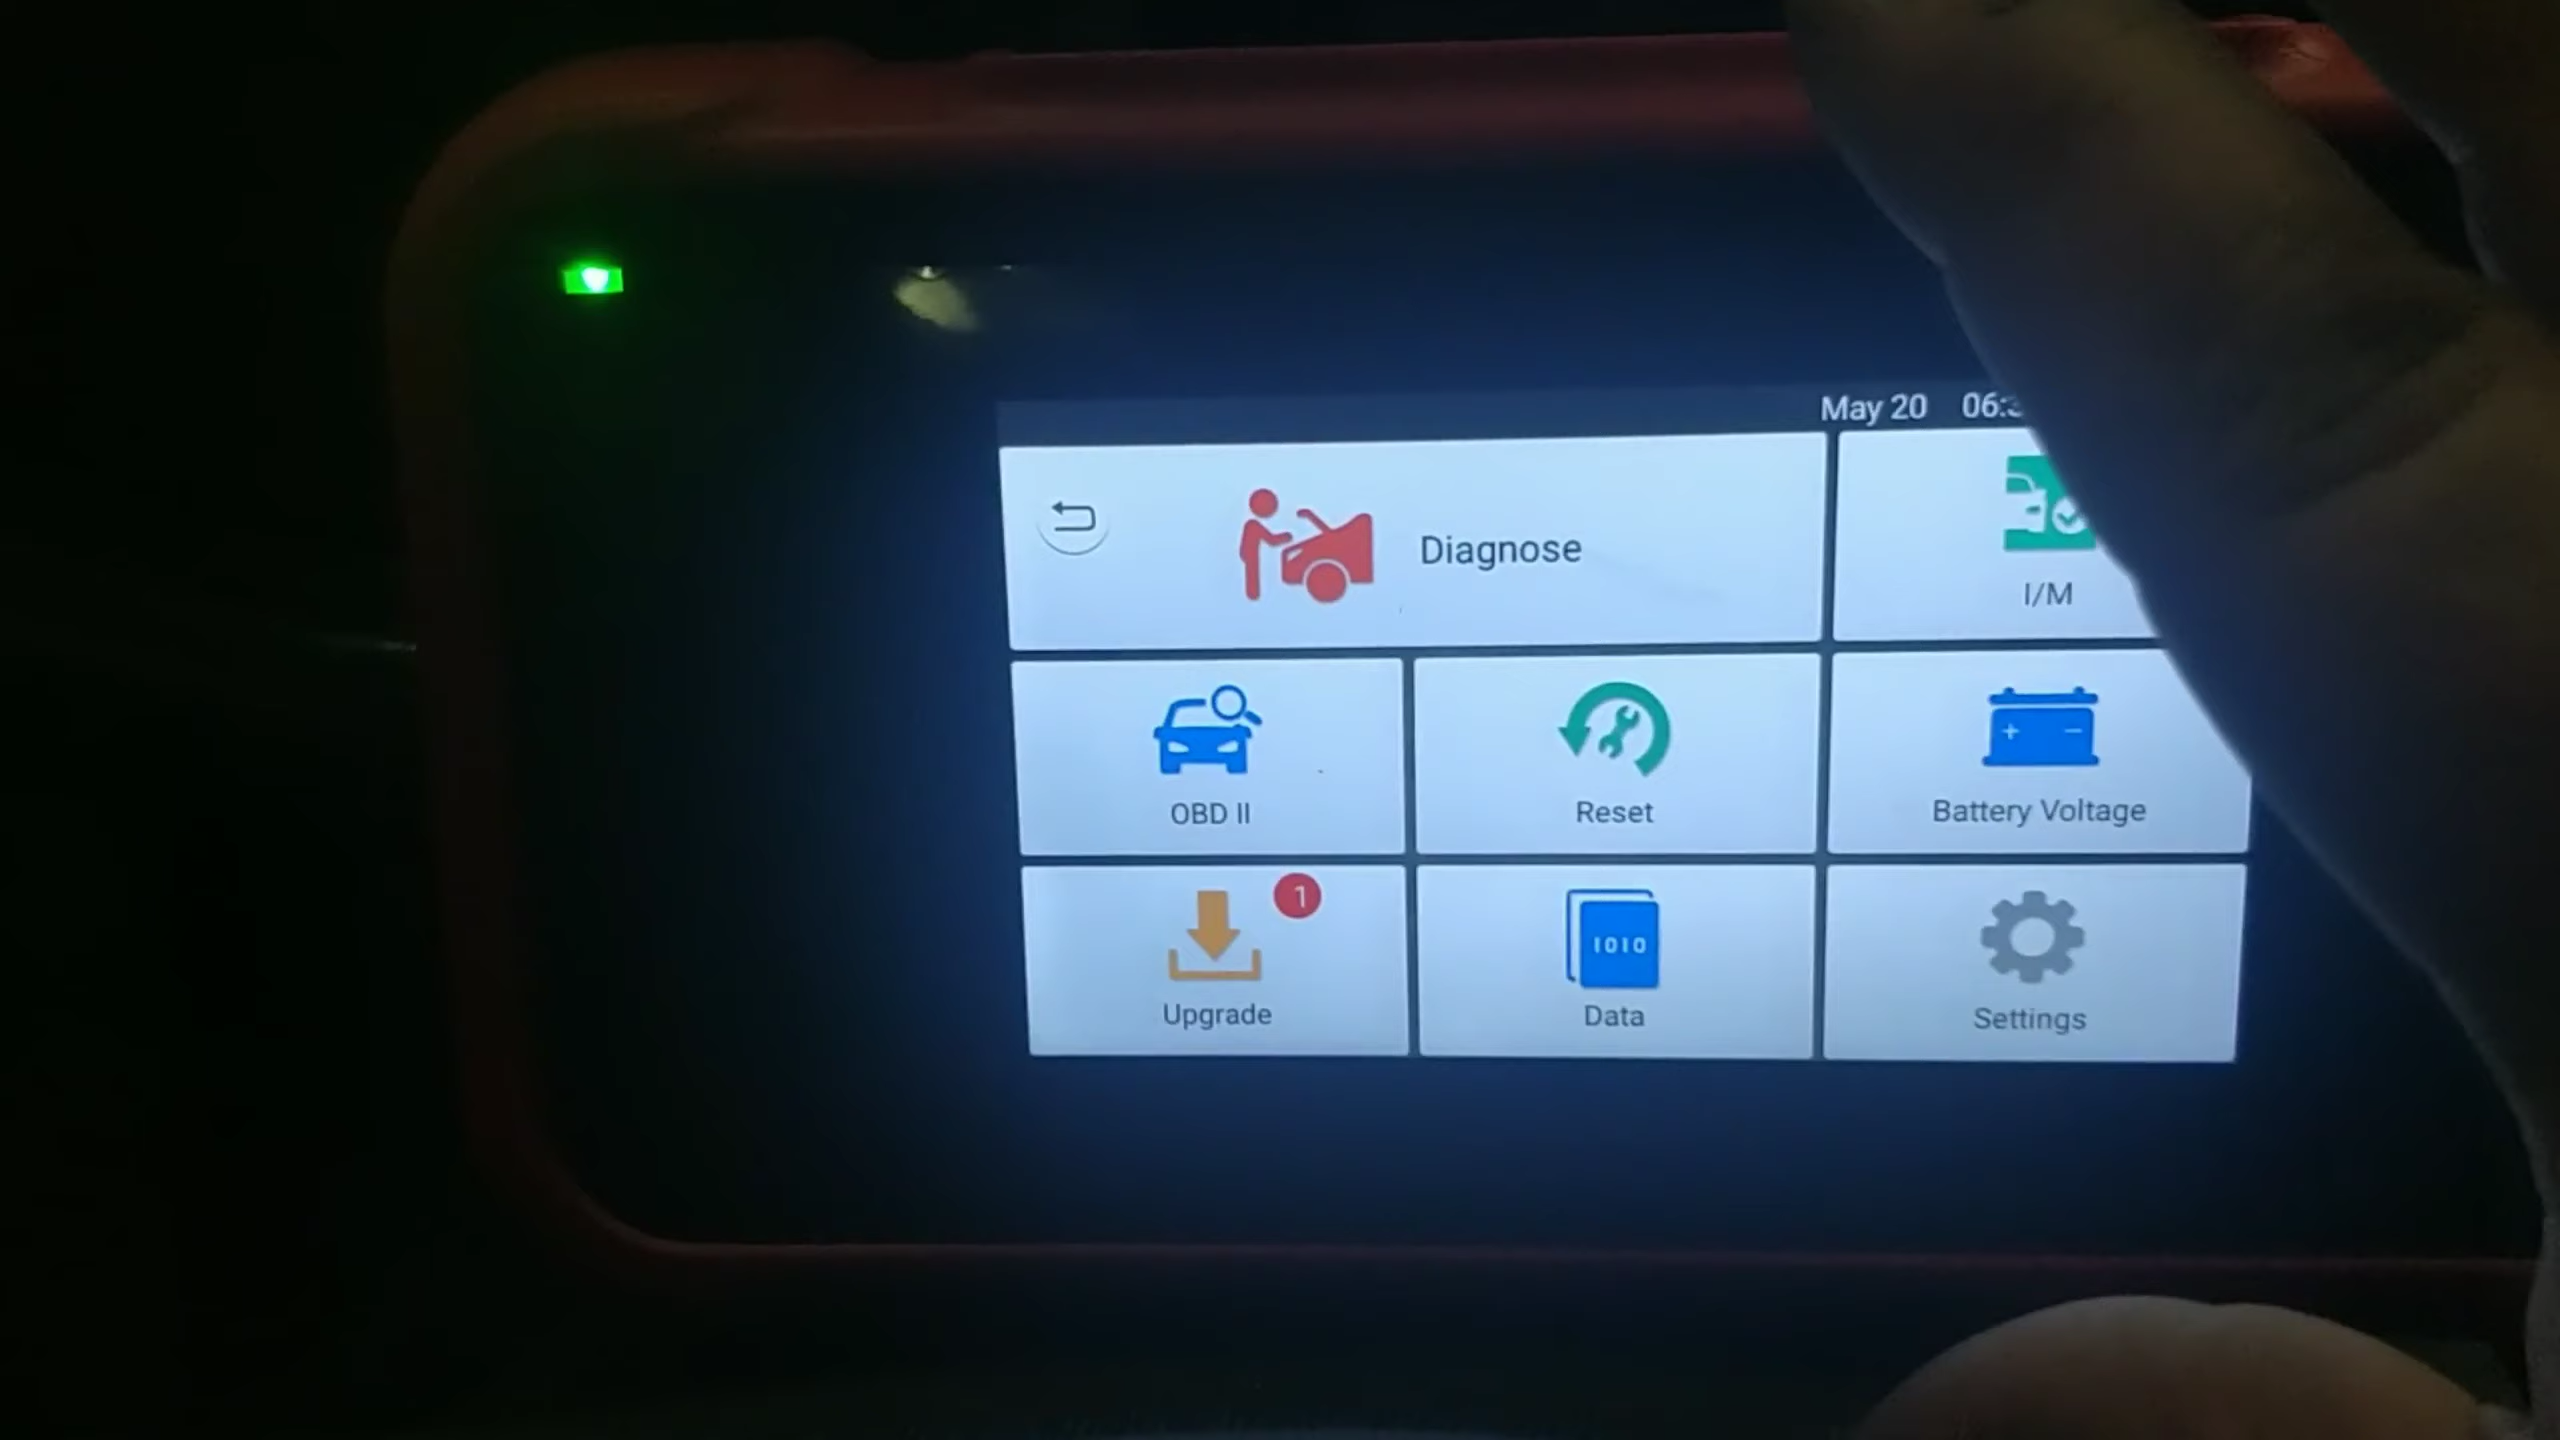 May 20
Diagnose
I/M
OBD II
Reset
+ −
Battery Voltage
1
Upgrade
1010
Data
Settings